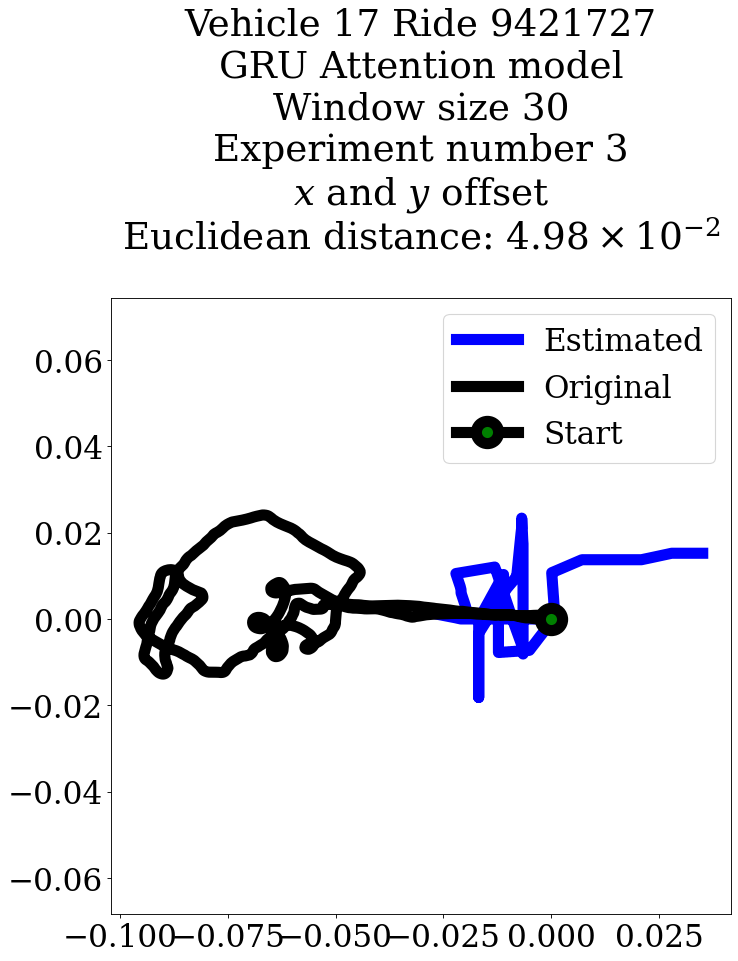 Vehicle 17 Ride 9421727
GRU Attention model
Window size 30
Experiment number 3
x and y offset
Euclidean distance: 4.98 × 10⁻²
Estimated
Original
Start
0.06
0.04
0.02
0.00
−0.02
−0.04
−0.06
−0.100 −0.075 −0.050 −0.025 0.000 0.025